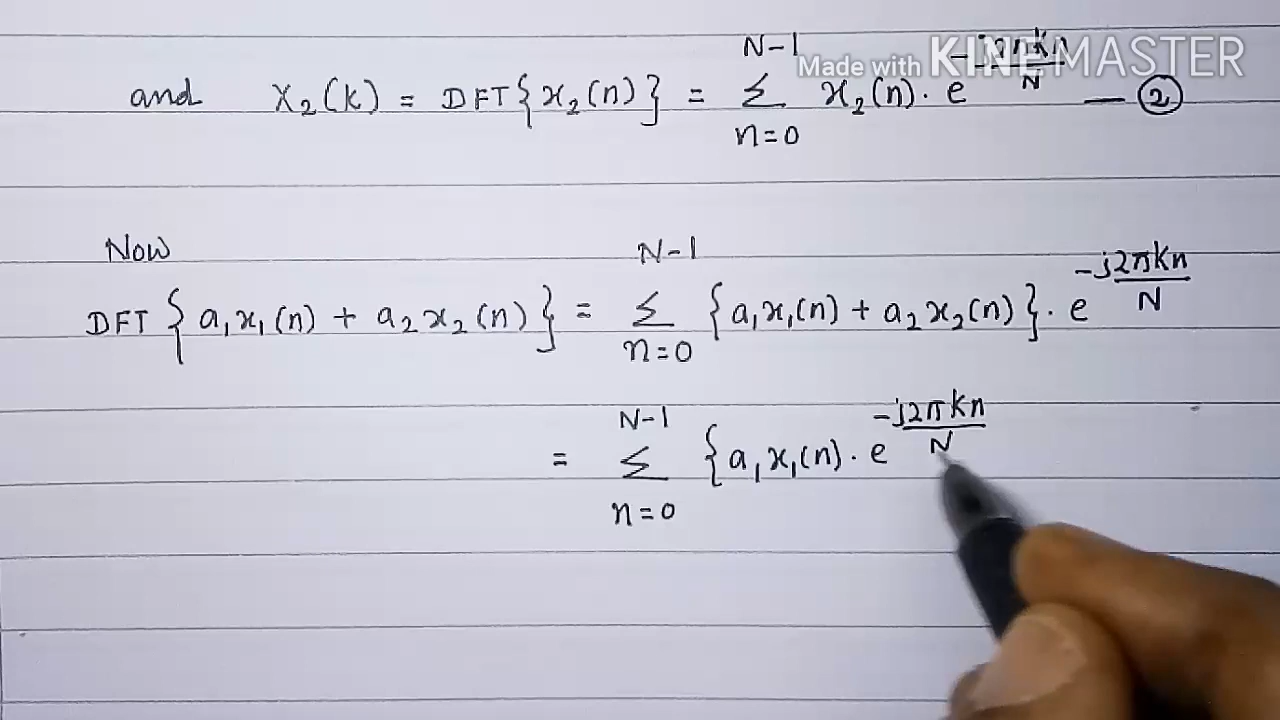 Made with KINEMASTER
and X₂(k) = DFT{x₂(n)} = Σ_{n=0}^{N-1} x₂(n) · e^{-j2πkn/N} — ②
Now
DFT {a₁x₁(n) + a₂x₂(n)} = Σ_{n=0}^{N-1} {a₁x₁(n) + a₂x₂(n)} · e^{-j2πkn/N}
= Σ_{n=0}^{N-1} {a₁x₁(n) · e^{-j2πkn/N}